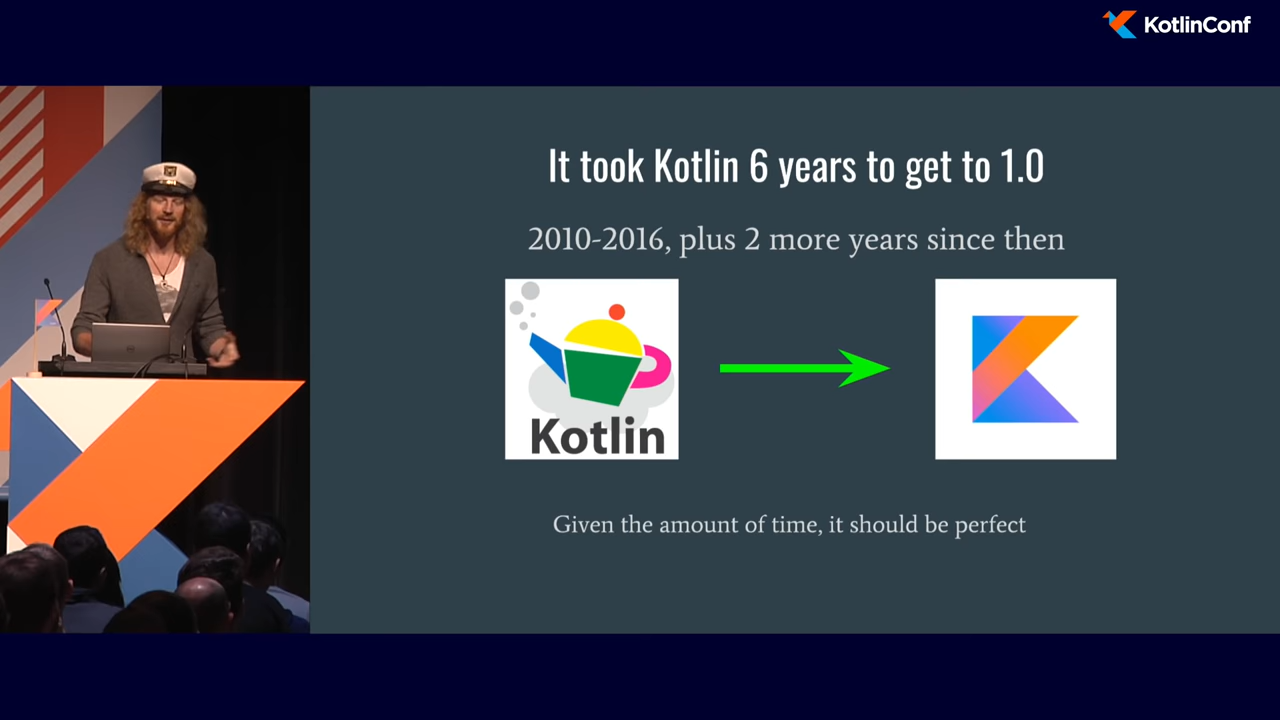 KotlinConf
It took Kotlin 6 years to get to 1.0
2010-2016, plus 2 more years since then
Kotlin
Given the amount of time, it should be perfect